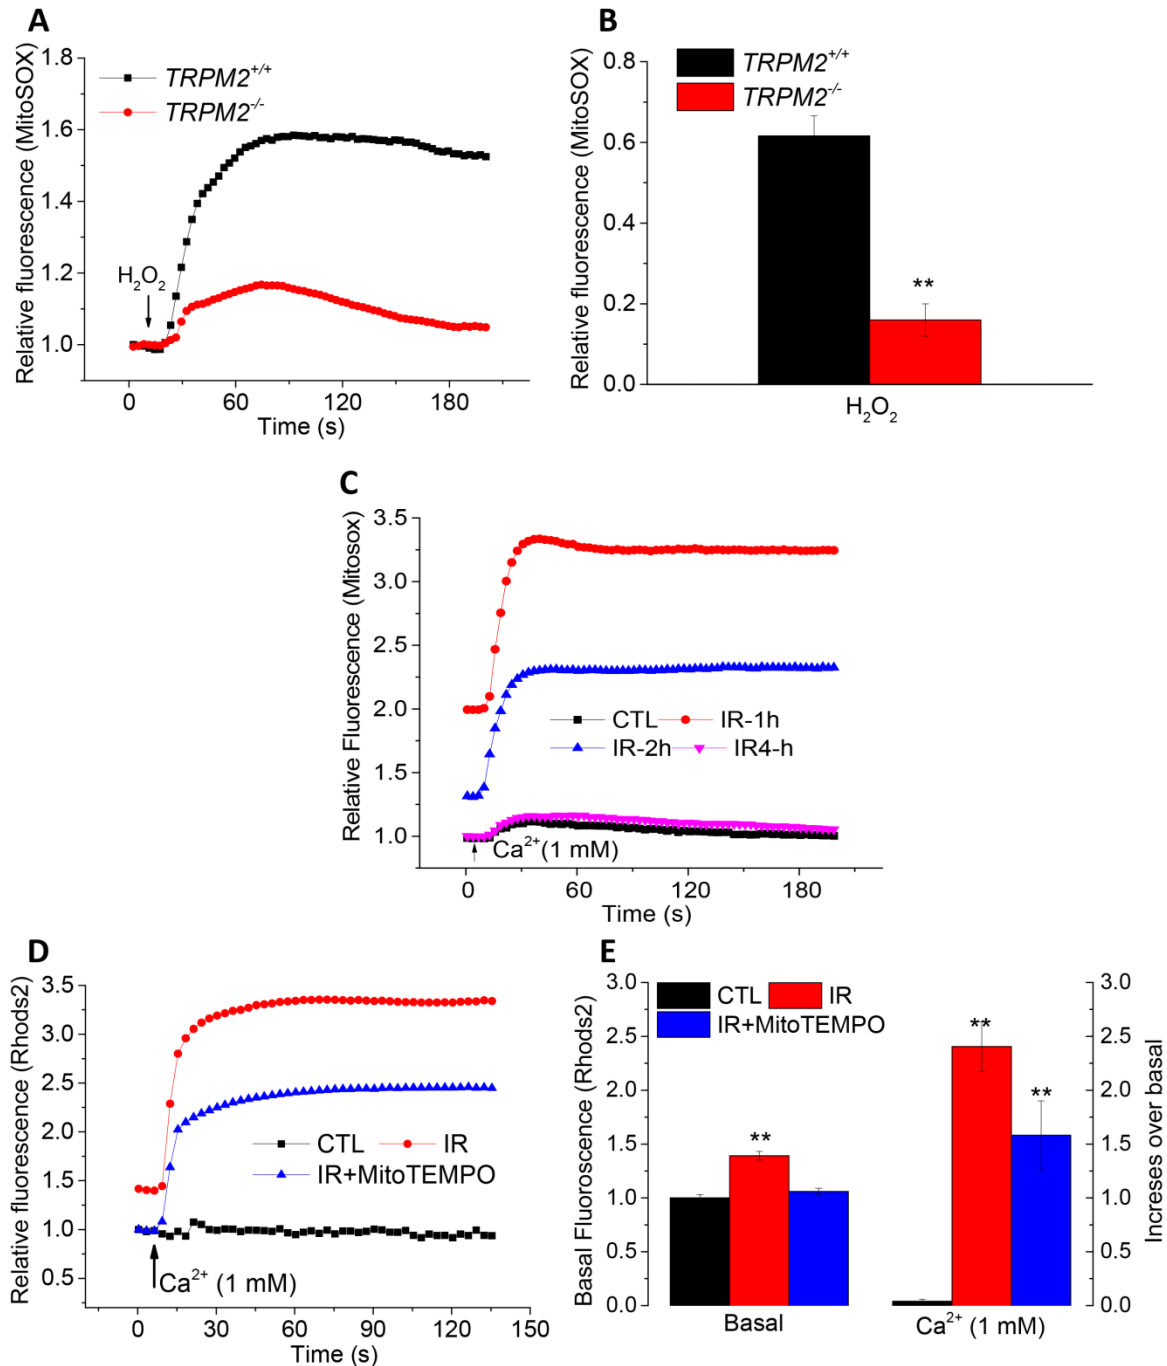 A
Relative fluorescence (MitoSOX)
1.8
1.6
1.4
1.2
1.0
TRPM2+/+
TRPM2-/-
H2O2
0 60 120 180
Time (s)
B
Relative fluorescence (MitoSOX)
0.8
0.6
0.4
0.2
0.0
TRPM2+/+
TRPM2-/-
**
H2O2
C
Relative Fluorescence (Mitosox)
3.5
3.0
2.5
2.0
1.5
1.0
CTL IR-1h
IR-2h IR4-h
Ca2+(1 mM)
0 60 120 180
Time (s)
D
Relative fluorescence (Rhods2)
3.5
3.0
2.5
2.0
1.5
1.0
0.5
CTL IR
IR+MitoTEMPO
Ca2+ (1 mM)
0 30 60 90 120 150
Time (s)
E
Basal Fluoroscence (Rhods2)
3.0
2.5
2.0
1.5
1.0
0.5
0.0
CTL IR
IR+MitoTEMPO
**
**
**
Basal Ca2+ (1 mM)
3.0
2.5
2.0
1.5
1.0
0.5
0.0
Increses over basal